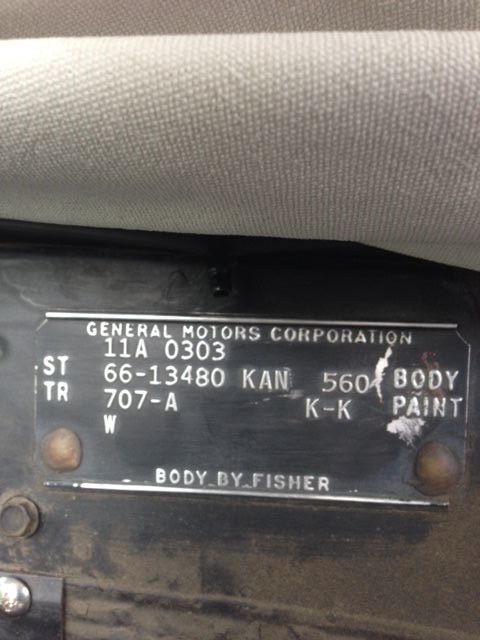 GENERAL MOTORS CORPORATION
11A 0303
ST 66-13480 KAN 560 BODY
TR 707-A K-K PAINT
W
BODY BY FISHER